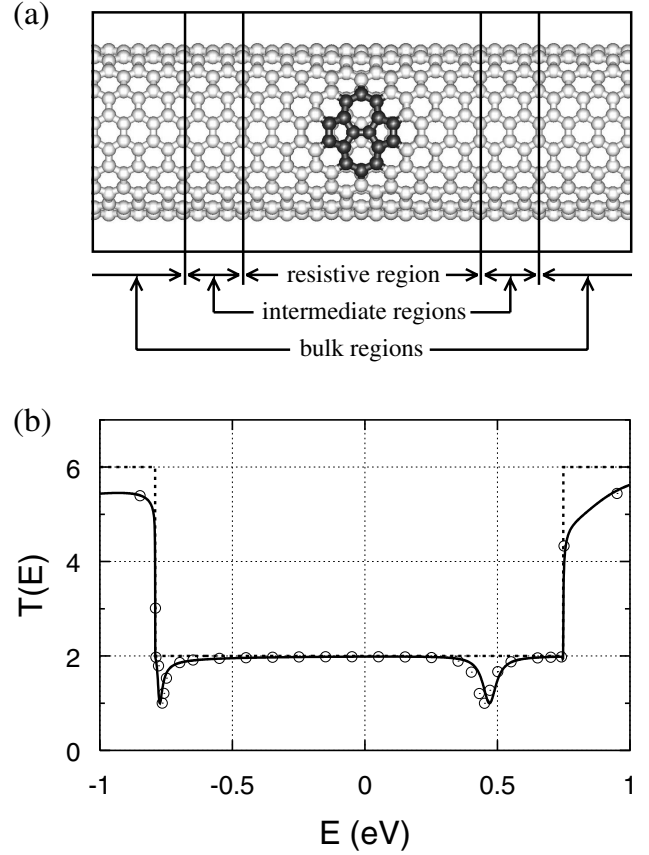 (a)
resistive region
intermediate regions
bulk regions
(b)
T(E)
6
4
2
0
-1 -0.5 0 0.5 1
E (eV)